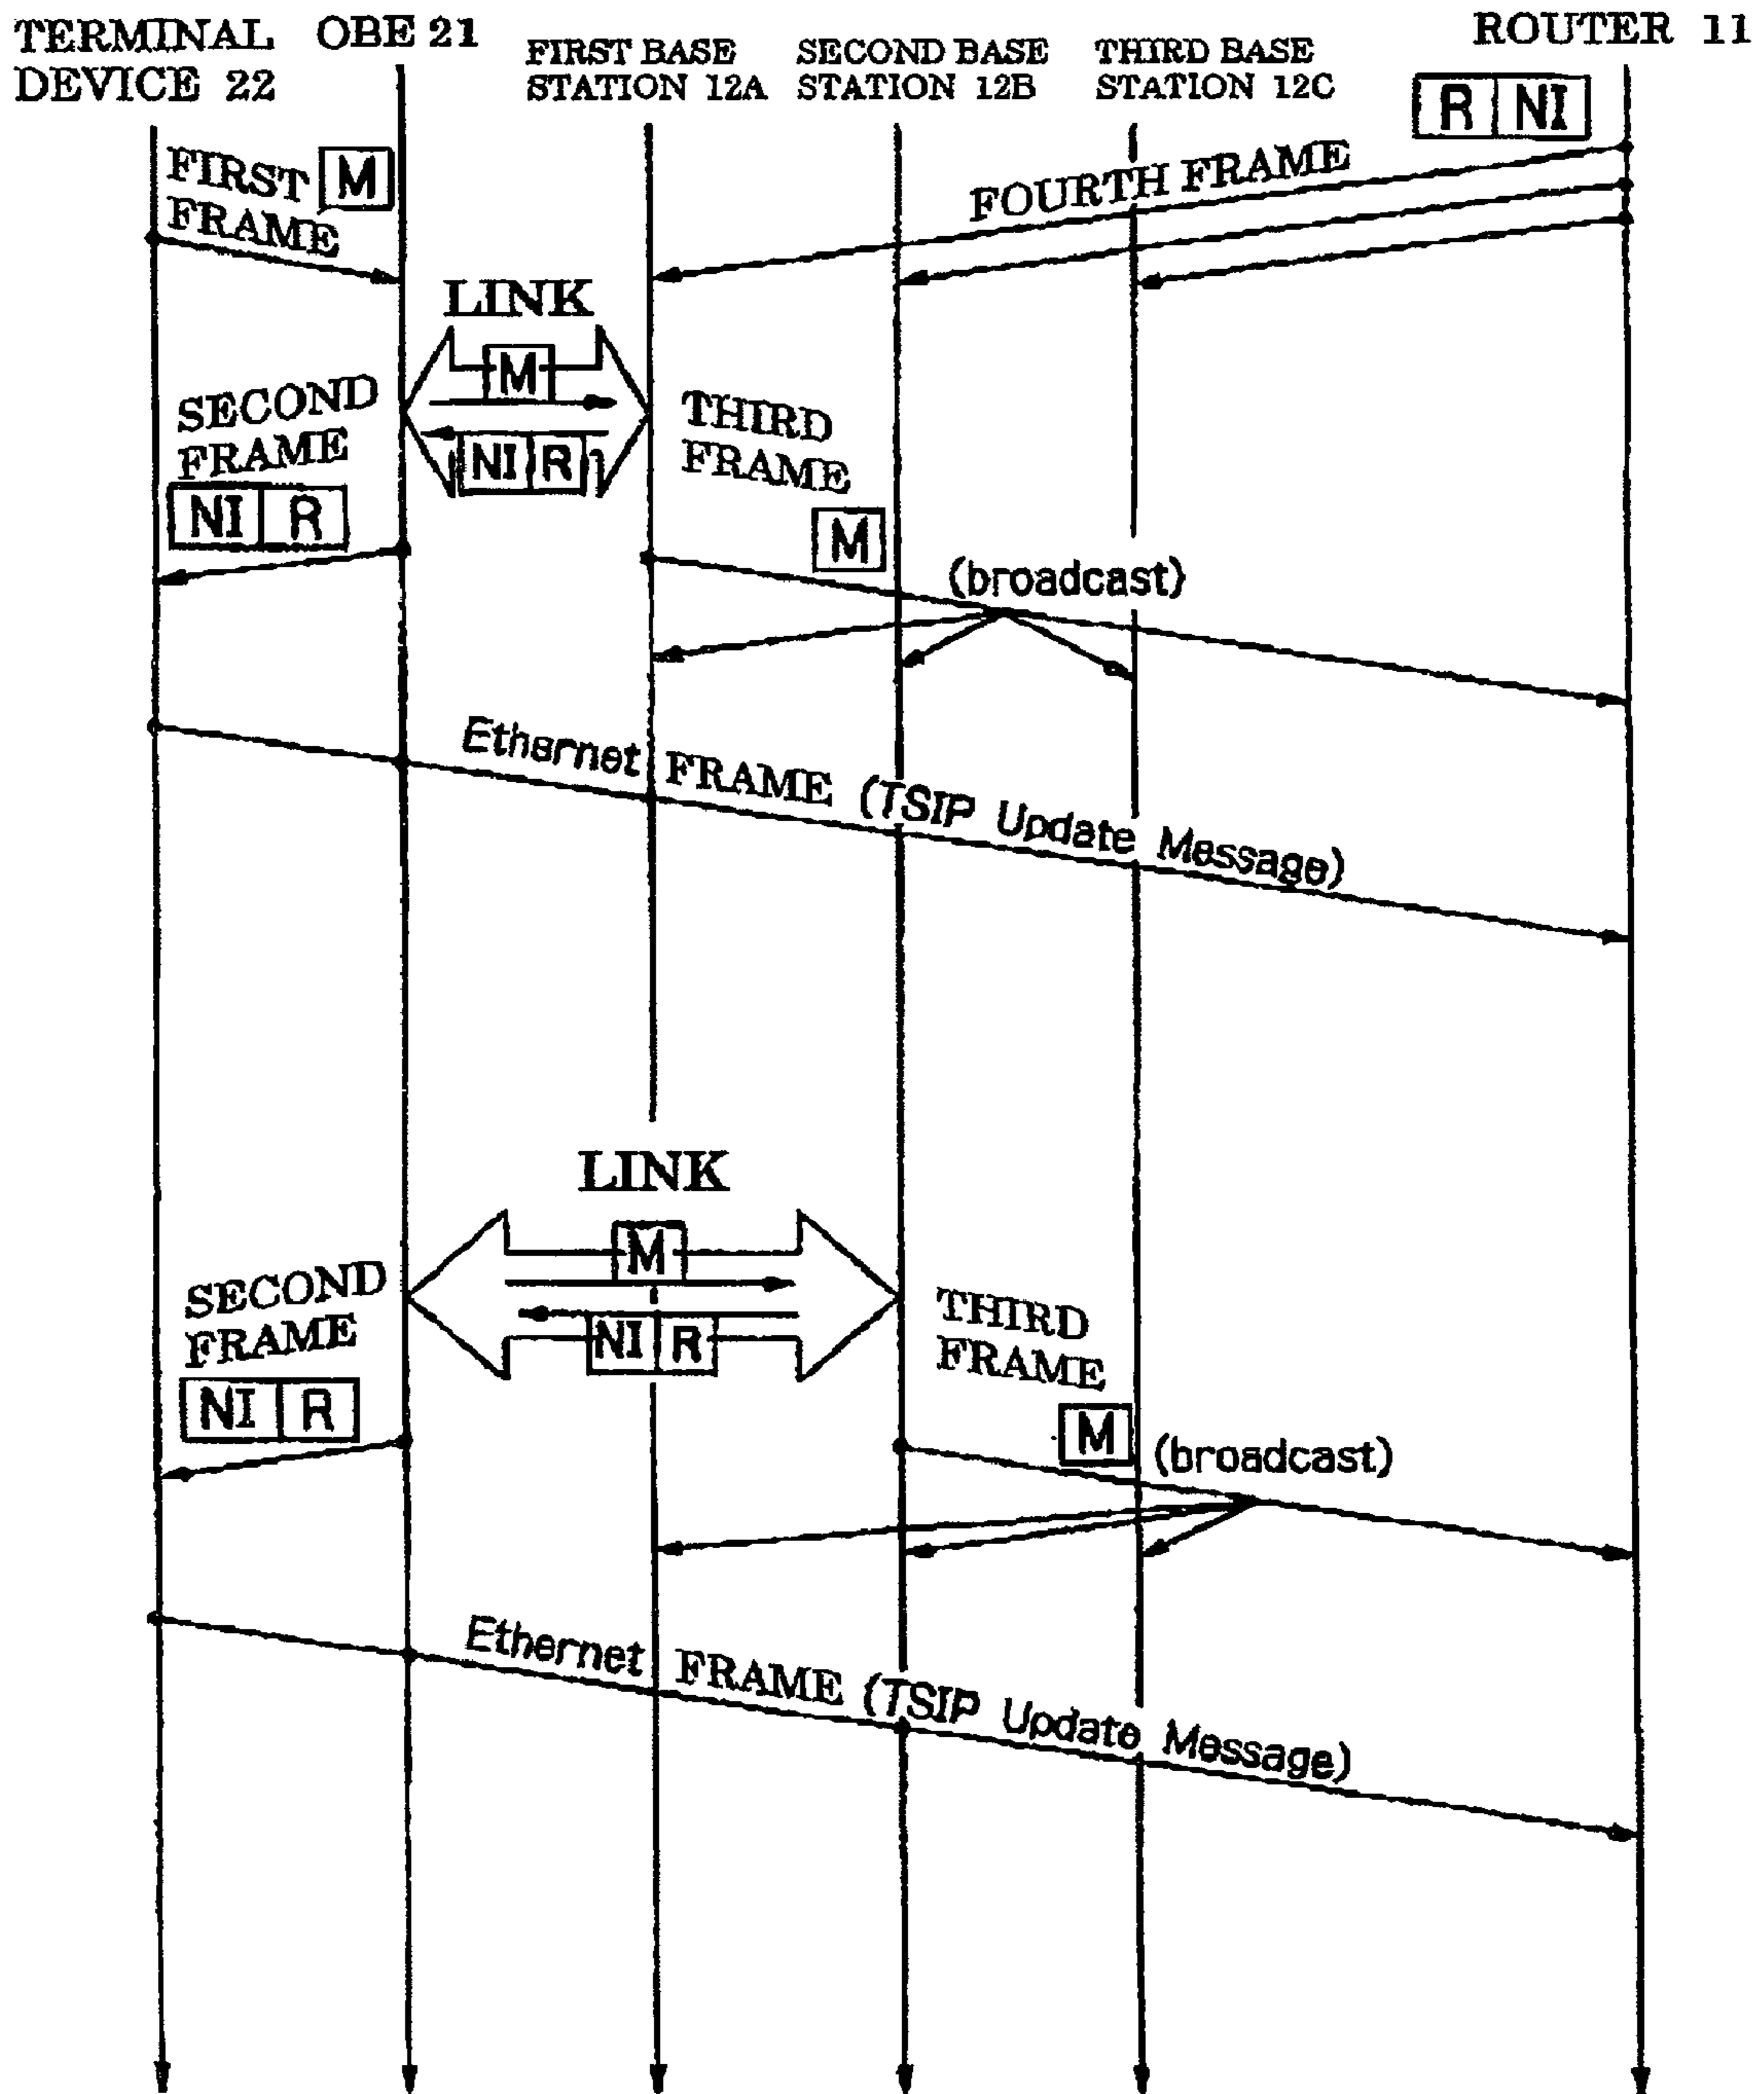 TERMINAL DEVICE 22
OBE 21
FIRST BASE STATION 12A
SECOND BASE STATION 12B
THIRD BASE STATION 12C
ROUTER 11
R NI
FIRST FRAME
M
FOURTH FRAME
LINK
M
NI R
SECOND FRAME
NI R
THIRD FRAME
M
(broadcast)
Ethernet FRAME (TSIP Update Message)
LINK
M
NI R
SECOND FRAME
NI R
THIRD FRAME
M
(broadcast)
Ethernet FRAME (TSIP Update Message)